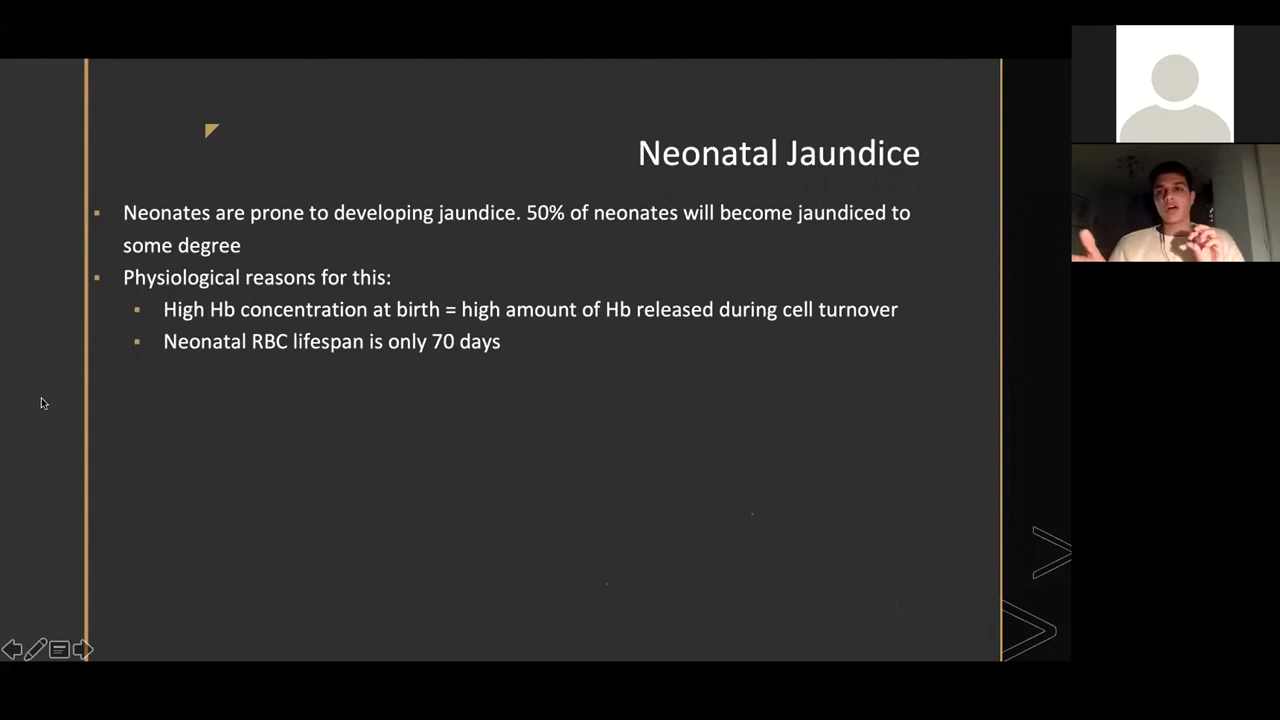 Neonatal Jaundice
Neonates are prone to developing jaundice. 50% of neonates will become jaundiced to
some degree
Physiological reasons for this:
High Hb concentration at birth = high amount of Hb released during cell turnover
Neonatal RBC lifespan is only 70 days